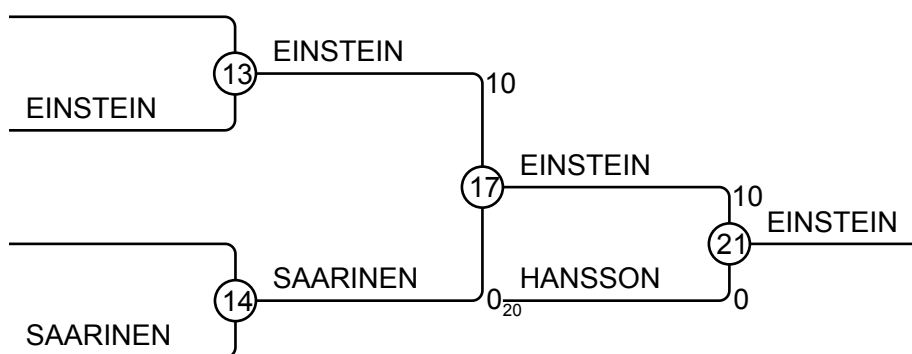 EINSTEIN
13
10
EINSTEIN
EINSTEIN
17
10
EINSTEIN
21
SAARINEN
HANSSON
14
0
20
0
SAARINEN